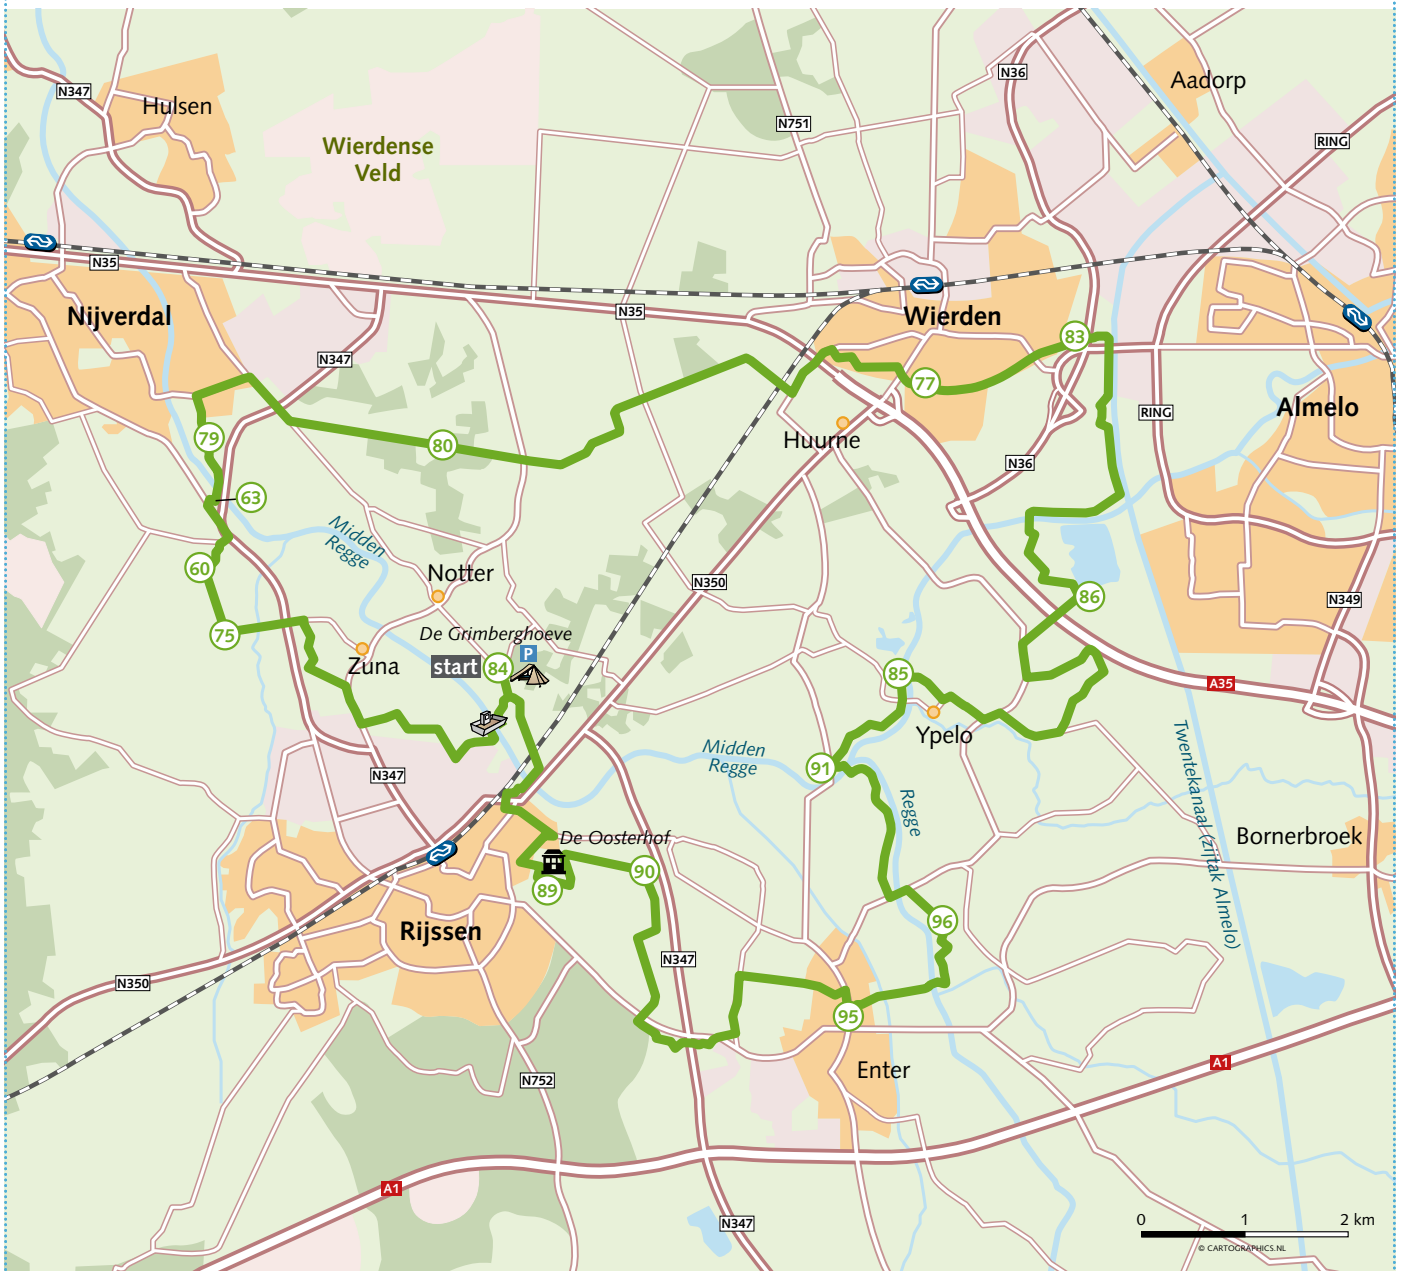 N36
Aadorp
N347
Hulsen
N751
RING
Wierdense
Veld
N35
Nijverdal
N35
Wierden
83
N347
77
RING
Almelo
79
80
Huurne
N36
63
Midden
Regge
60
Notter
N350
86
N349
75
De Grimberghoeve
P
Zuna
start
84
85
A35
Ypelo
Midden
Regge
91
N347
Regge
Twentekanaal (zijtak Almelo)
De Oosterhof
Bornerbroek
90
89
96
Rijssen
N347
N350
95
Enter
A1
N752
A1
N347
0 1 2 km
© CARTOGRAPHICS.NL